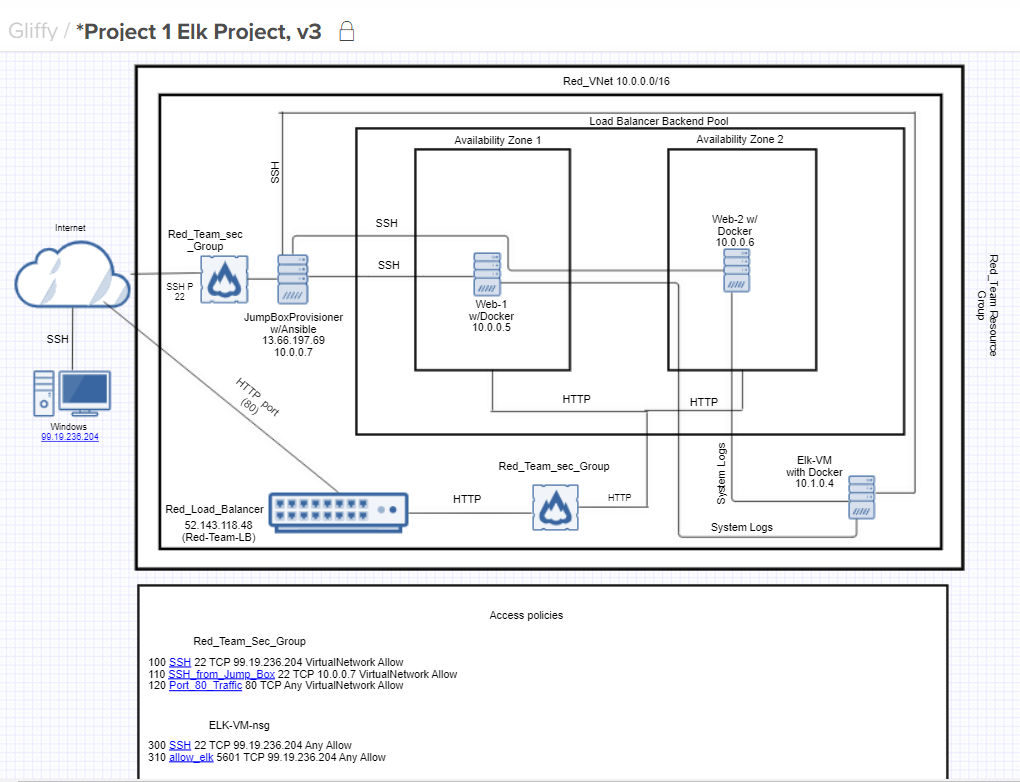 Gliffy / *Project 1 Elk Project, v3
Red_VNet 10.0.0.0/16
Load Balancer Backend Pool
Availability Zone 1
Availability Zone 2
SSH
SSH
SSH
Internet
Red_Team_sec
_Group
SSH P
22
JumpBoxProvisioner
w/Ansible
13.66.197.69
10.0.0.7
Web-1
w/Docker
10.0.0.5
Web-2 w/
Docker
10.0.0.6
Red_Team Resource
Group
SSH
Windows
99.19.236.204
HTTP port
(80)
HTTP
HTTP
Red_Team_sec_Group
System Logs
Elk-VM
with Docker
10.1.0.4
Red_Load_Balancer
52.143.118.48
(Red-Team-LB)
HTTP
HTTP
System Logs
Access policies
Red_Team_Sec_Group
100 SSH 22 TCP 99.19.236.204 VirtualNetwork Allow
110 SSH_from_Jump_Box 22 TCP 10.0.0.7 VirtualNetwork Allow
120 Port_80_Traffic 80 TCP Any VirtualNetwork Allow
ELK-VM-nsg
300 SSH 22 TCP 99.19.236.204 Any Allow
310 allow_elk 5601 TCP 99.19.236.204 Any Allow